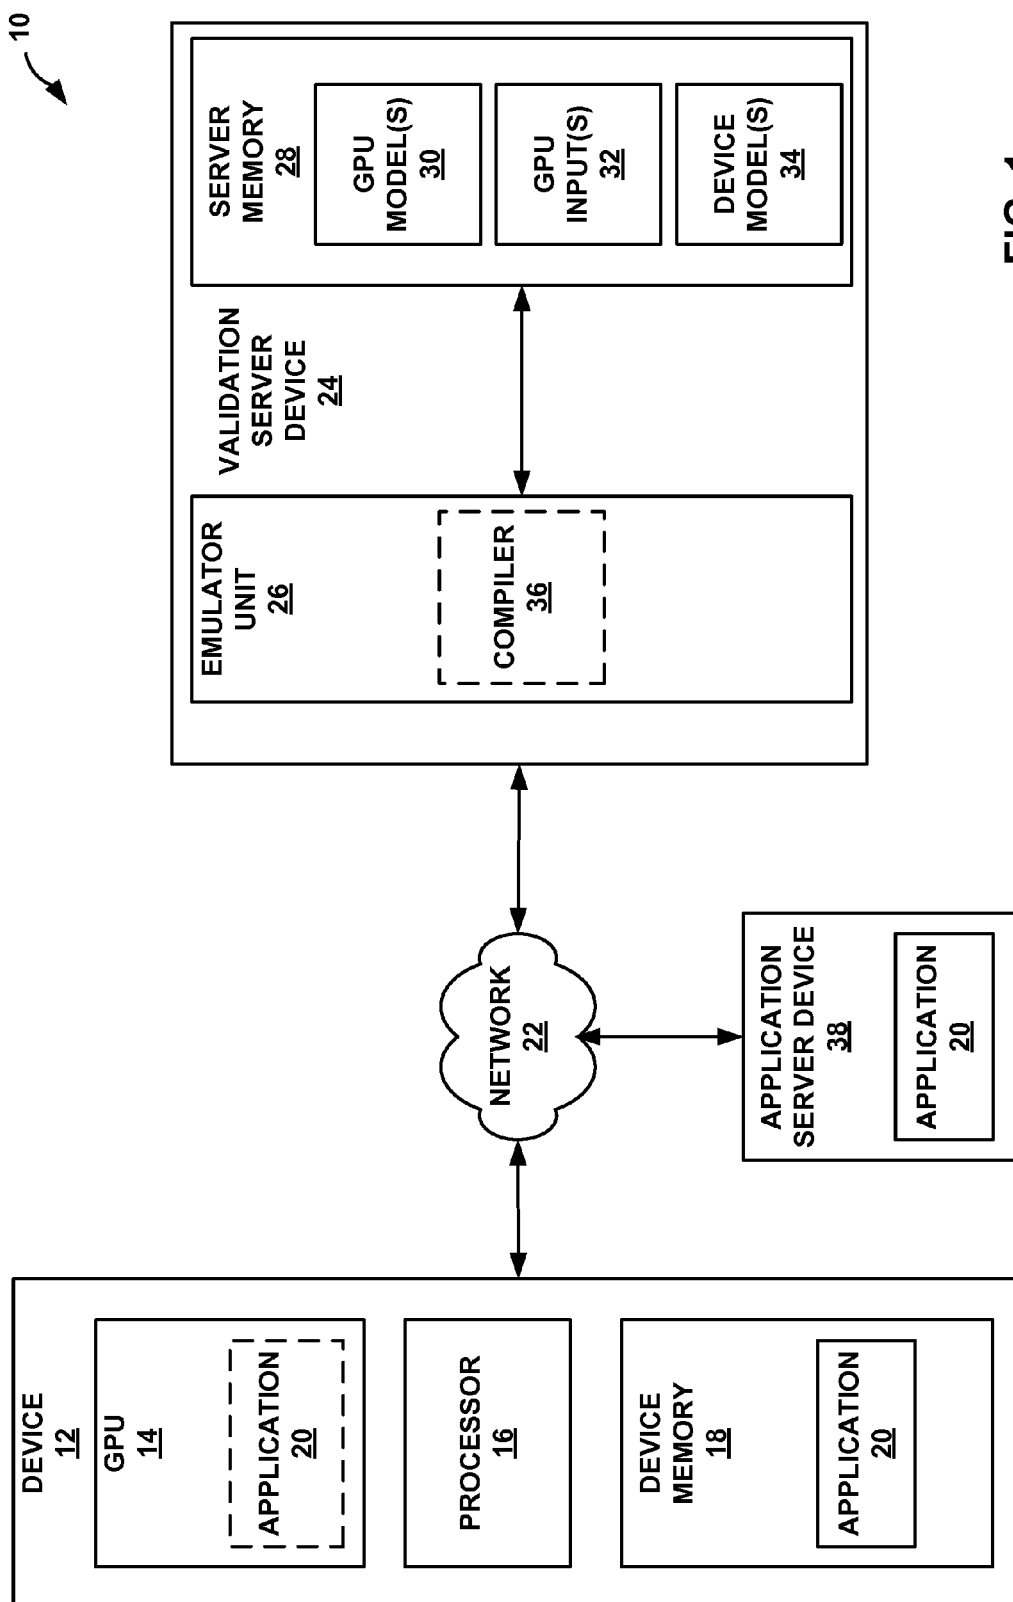 10
DEVICE
12
GPU
14
APPLICATION
20
PROCESSOR
16
DEVICE
MEMORY
18
APPLICATION
20
NETWORK
22
APPLICATION
SERVER DEVICE
38
APPLICATION
20
EMULATOR
UNIT
26
COMPILER
36
VALIDATION
SERVER
DEVICE
24
SERVER
MEMORY
28
GPU
MODEL(S)
30
GPU
INPUT(S)
32
DEVICE
MODEL(S)
34
FIG. 1